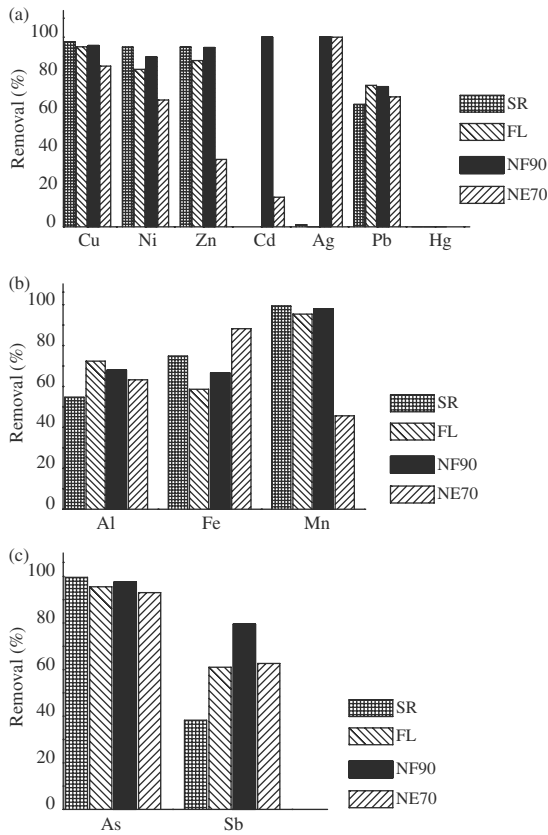 (a)
Removal (%)
100
80
60
40
20
0
Cu Ni Zn Cd Ag Pb Hg
SR
FL
NF90
NE70
(b)
Removal (%)
100
80
60
40
20
0
Al Fe Mn
SR
FL
NF90
NE70
(c)
Removal (%)
100
80
60
40
20
0
As Sb
SR
FL
NF90
NE70